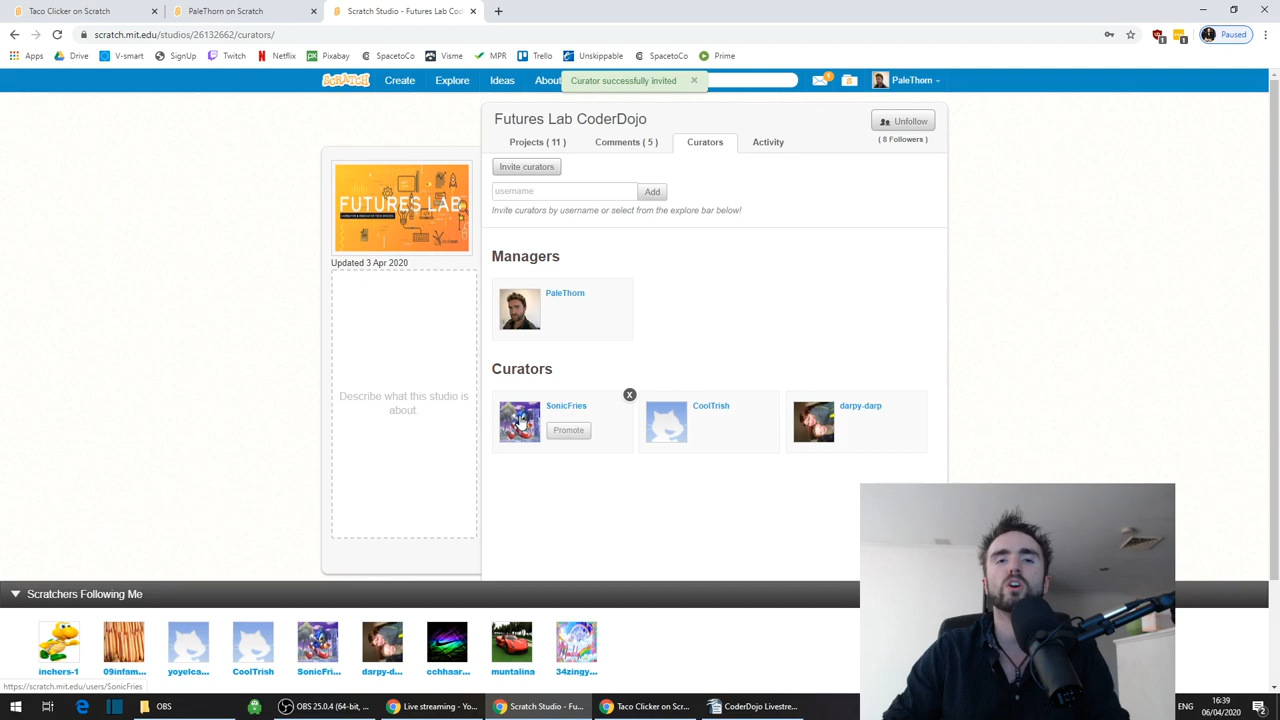 Taco Clicker on Scratch
PaleThorn on Scratch
Scratch Studio - Futures Lab Cod
scratch.mit.edu/studios/26132662/curators/
Paused
Apps
Drive
V-smart
SignUp
Twitch
Netflix
Pixabay
SpacetoCo
Visme
MPR
Trello
Unskippable
SpacetoCo
Prime
SCRATCH
Create
Explore
Ideas
About
Curator successfully invited
PaleThorn
Futures Lab CoderDojo
Unfollow
( 8 Followers )
Projects ( 11 )
Comments ( 5 )
Curators
Activity
Invite curators
username
Add
Invite curators by username or select from the explore bar below!
FUTURES LAB
Updated 3 Apr 2020
Describe what this studio is
about.
Managers
PaleThorn
Curators
SonicFries
Promote
CoolTrish
darpy-darp
Scratchers Following Me
inchers-1
09infam...
yoyelca...
CoolTrish
SonicFri...
darpy-d...
cchhaar...
muntalina
34zingy...
https://scratch.mit.edu/users/SonicFries
OBS
OBS 25.0.4 (64-bit, ...
Live streaming - Yo...
Scratch Studio - Fu...
Taco Clicker on Scr...
CoderDojo Livestre...
ENG
16:39
06/04/2020